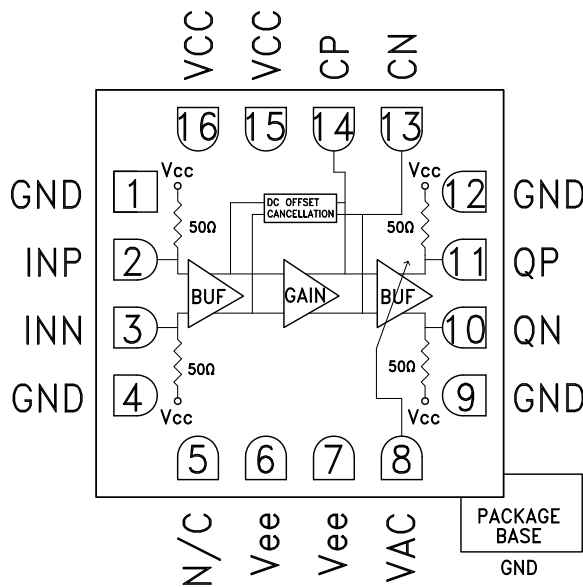 VCC
VCC
CP
CN
16
15
14
13
GND
1
Vcc
DC OFFSET
CANCELLATION
Vcc
12
GND
50Ω
50Ω
INP
2
11
QP
BUF
GAIN
BUF
INN
3
10
QN
50Ω
50Ω
GND
4
Vcc
Vcc
9
GND
5
6
7
8
N/C
Vee
Vee
VAC
PACKAGE
BASE
GND